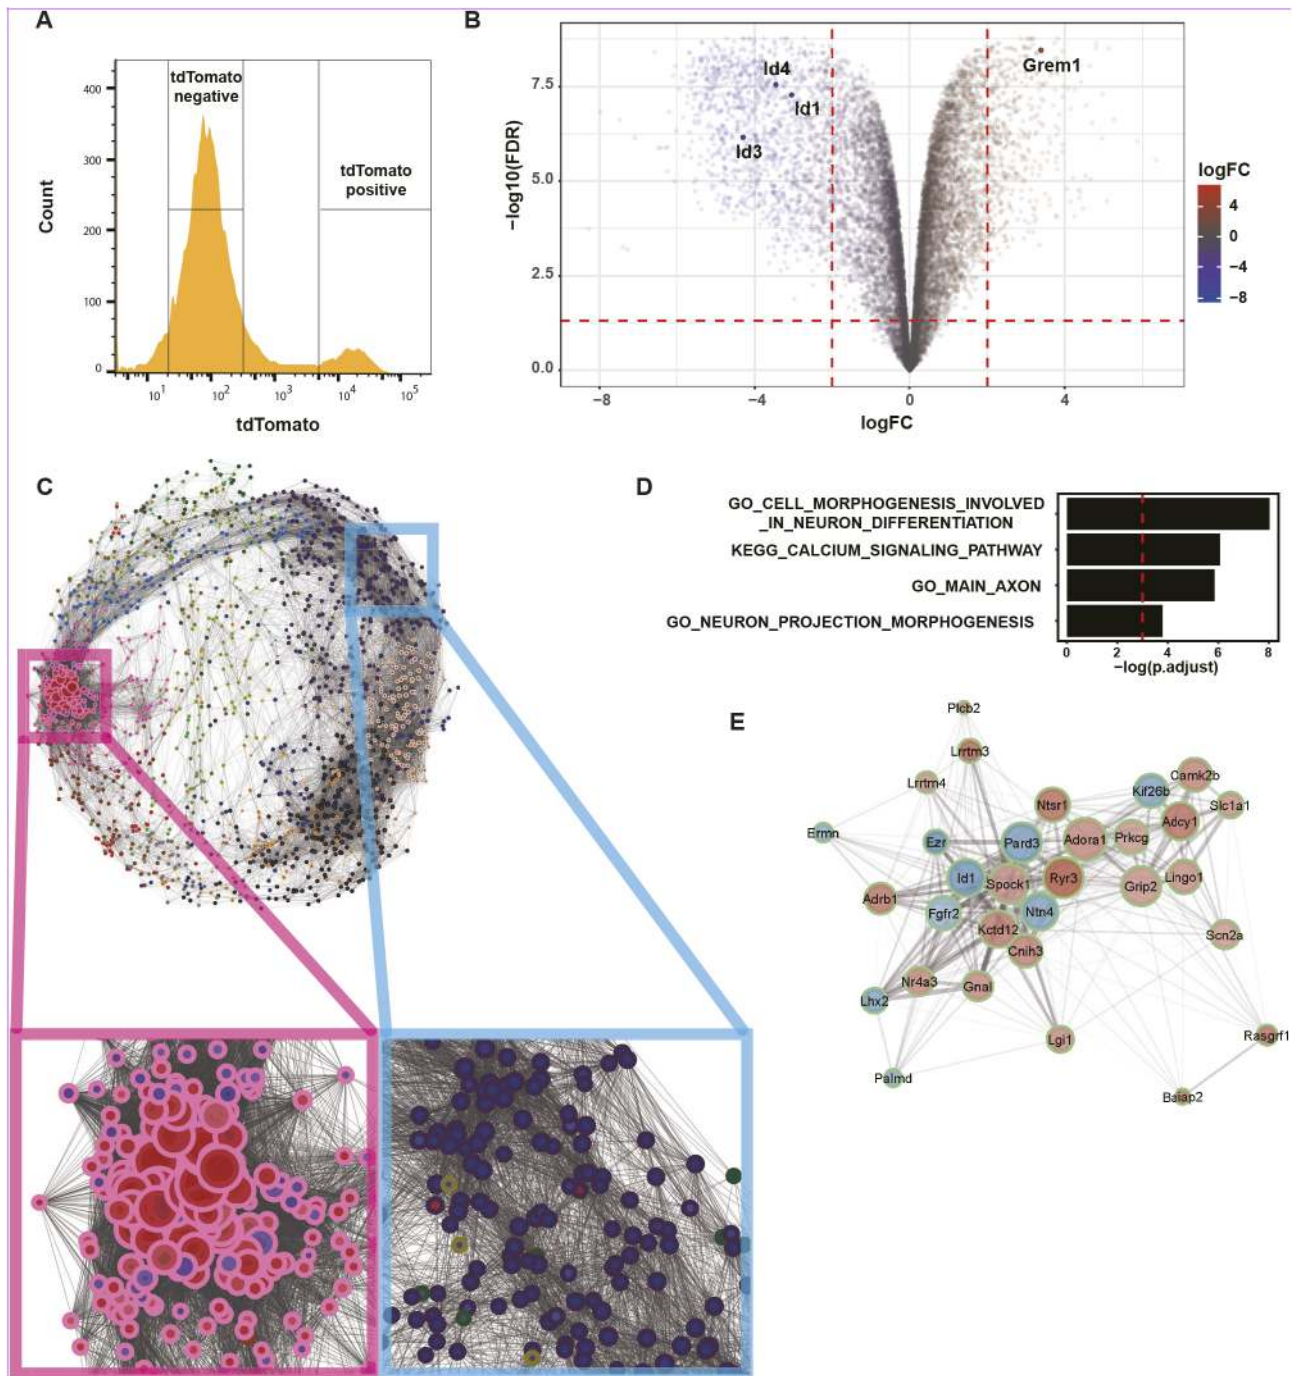 A
tdTomato
negative
tdTomato
positive
Count
400
300
200
100
0
10^1
10^2
10^3
10^4
10^5
tdTomato
B
Id4
Id1
Id3
Grem1
−log10(FDR)
7.5
5.0
2.5
0.0
−8
−4
0
4
logFC
logFC
4
0
−4
−8
C
D
GO_CELL_MORPHOGENESIS_INVOLVED
_IN_NEURON_DIFFERENTIATION
KEGG_CALCIUM_SIGNALING_PATHWAY
GO_MAIN_AXON
GO_NEURON_PROJECTION_MORPHOGENESIS
0 2 4 6 8
−log(p.adjust)
E
Plcb2
Lrrtm3
Lrrtm4
Camk2b
Kif26b
Slc1a1
Ntsr1
Adcy1
Ermn
Ezr
Pard3
Adora1
Prkcg
Id1
Spock1
Ryr3
Grip2
Lingo1
Adrb1
Fgfr2
Ntn4
Kctd12
Scn2a
Cnih3
Nr4a3
Gnal
Lhx2
Lgi1
Rasgrf1
Palmd
Baiap2